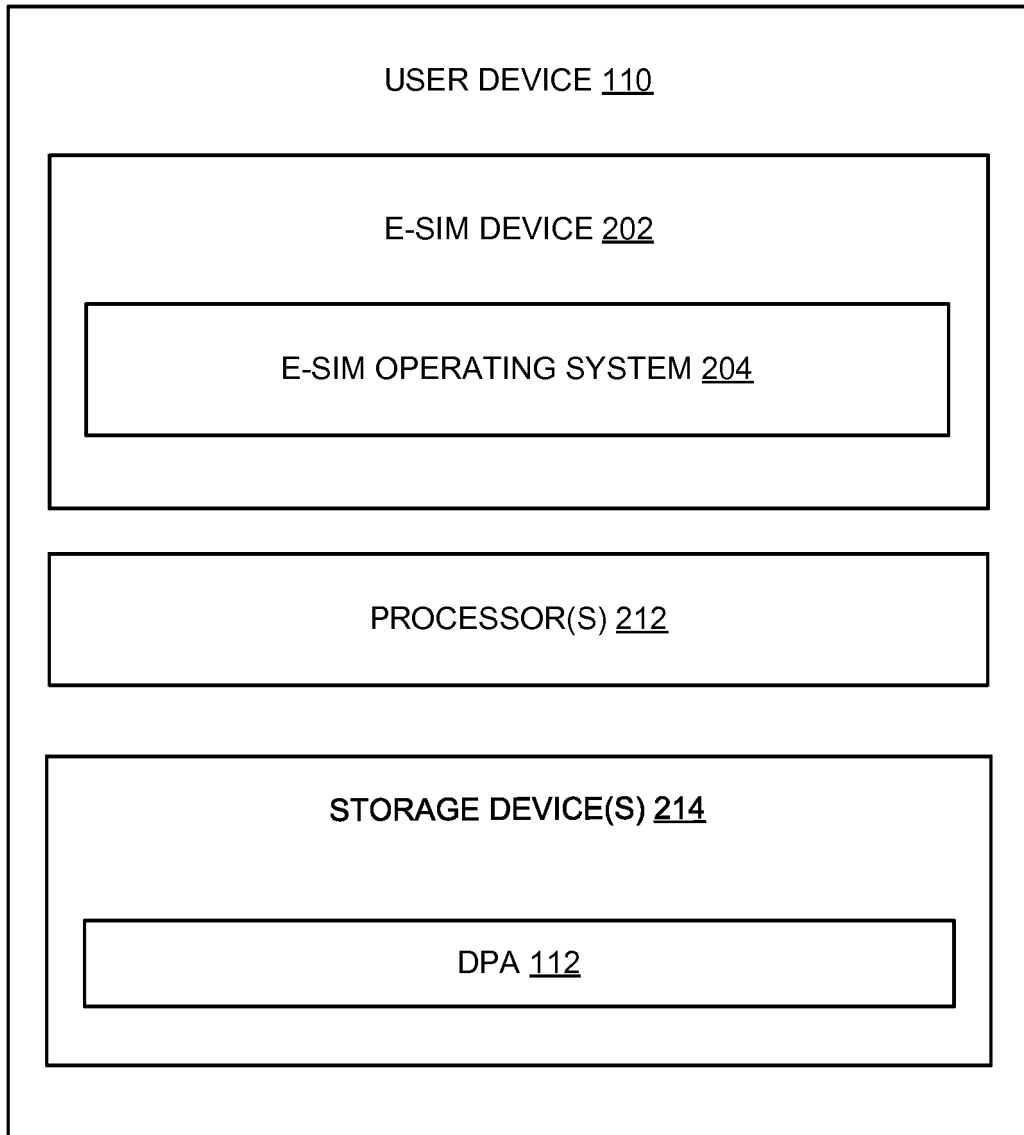 USER DEVICE 110
E-SIM DEVICE 202
E-SIM OPERATING SYSTEM 204
PROCESSOR(S) 212
STORAGE DEVICE(S) 214
DPA 112